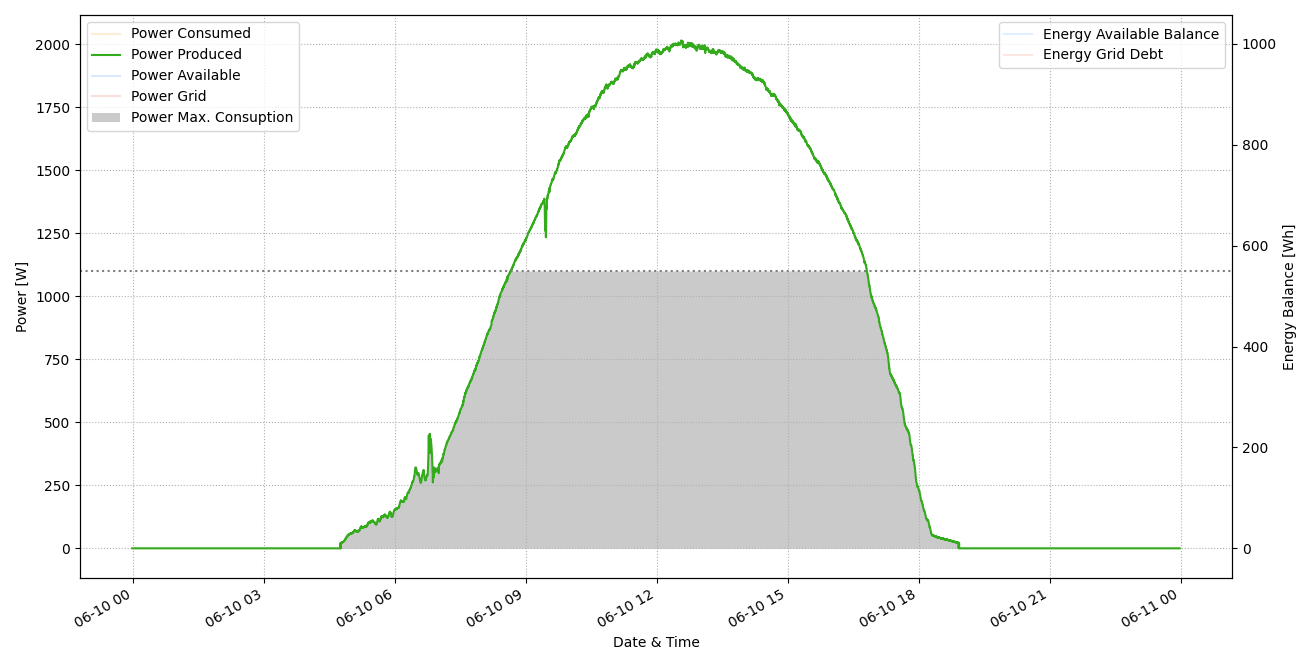 Power Consumed
Power Produced
Power Available
Power Grid
Power Max. Consuption
Energy Available Balance
Energy Grid Debt
2000
1750
1500
1250
1000
750
500
250
0
Power [W]
1000
800
600
400
200
0
Energy Balance [Wh]
06-10 00
06-10 03
06-10 06
06-10 09
06-10 12
06-10 15
06-10 18
06-10 21
06-11 00
Date & Time